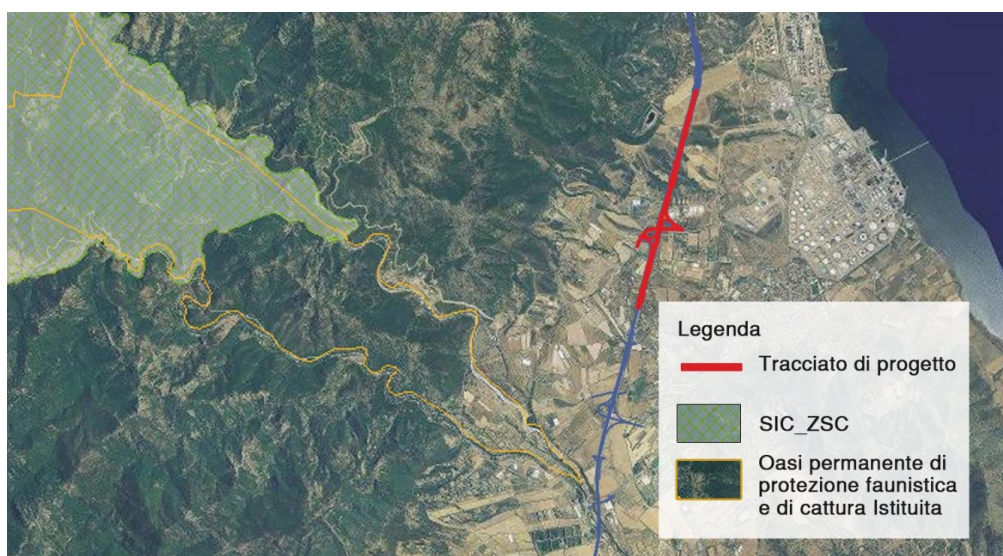 Legenda
Tracciato di progetto
SIC_ZSC
Oasi permanente di
protezione faunistica
e di cattura Istituita